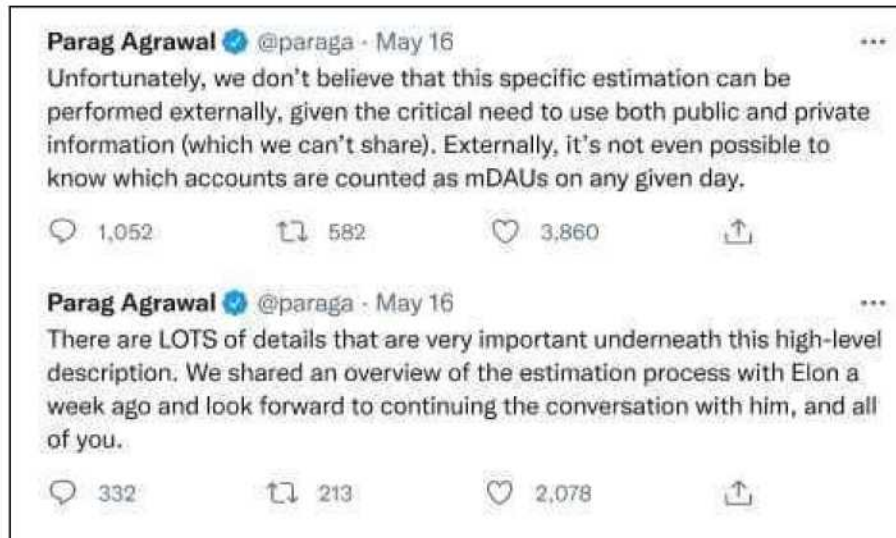 Parag Agrawal @paraga · May 16
Unfortunately, we don't believe that this specific estimation can be
performed externally, given the critical need to use both public and private
information (which we can't share). Externally, it's not even possible to
know which accounts are counted as mDAUs on any given day.
1,052 582 3,860
Parag Agrawal @paraga · May 16
There are LOTS of details that are very important underneath this high-level
description. We shared an overview of the estimation process with Elon a
week ago and look forward to continuing the conversation with him, and all
of you.
332 213 2,078